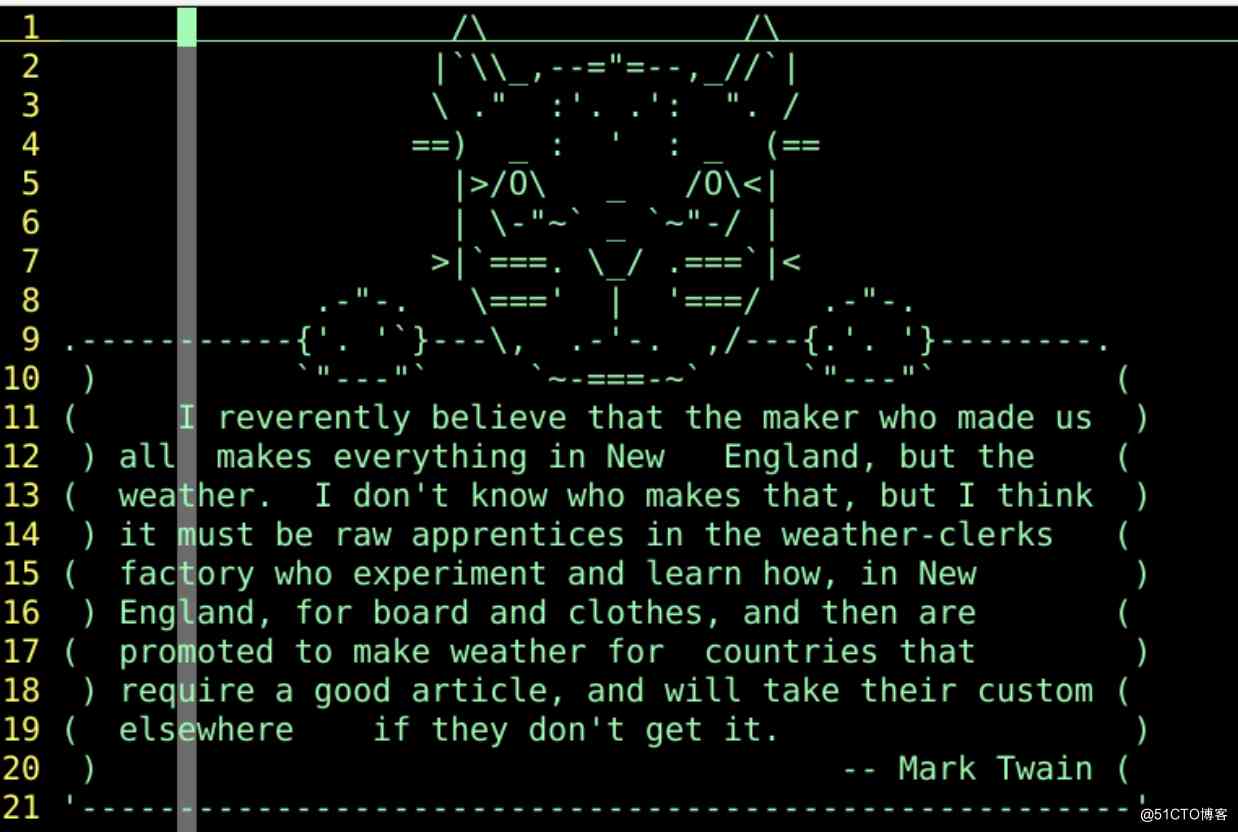 1                      /\             /\
2                     |`\\_,--="=--,_//`|
3                     \ ."  :'. .':  ". /
4                    ==)  _ :  '  : _  (==
5                      |>/O\   _   /O\<|
6                      | \-"~` _ `~"-/ |
7                     >|`===. \_/ .===`|<
8               .-"-.   \==='  |  '===/   .-"-.
9  .-----------{'. '`}---\,  .-'-.  ,/---{.'. '}--------.
10  )          `"---"`     `~-===-~`     `"---"`         (
11 (     I reverently believe that the maker who made us  )
12  ) all  makes everything in New   England, but the    (
13 (  weather.  I don't know who makes that, but I think  )
14  ) it must be raw apprentices in the weather-clerks   (
15 (  factory who experiment and learn how, in New        )
16  ) England, for board and clothes, and then are       (
17 (  promoted to make weather for  countries that        )
18  ) require a good article, and will take their custom (
19 (  elsewhere    if they don't get it.                  )
20  )                                      -- Mark Twain (
21 '------------------------------------------------------'
@51CTO博客